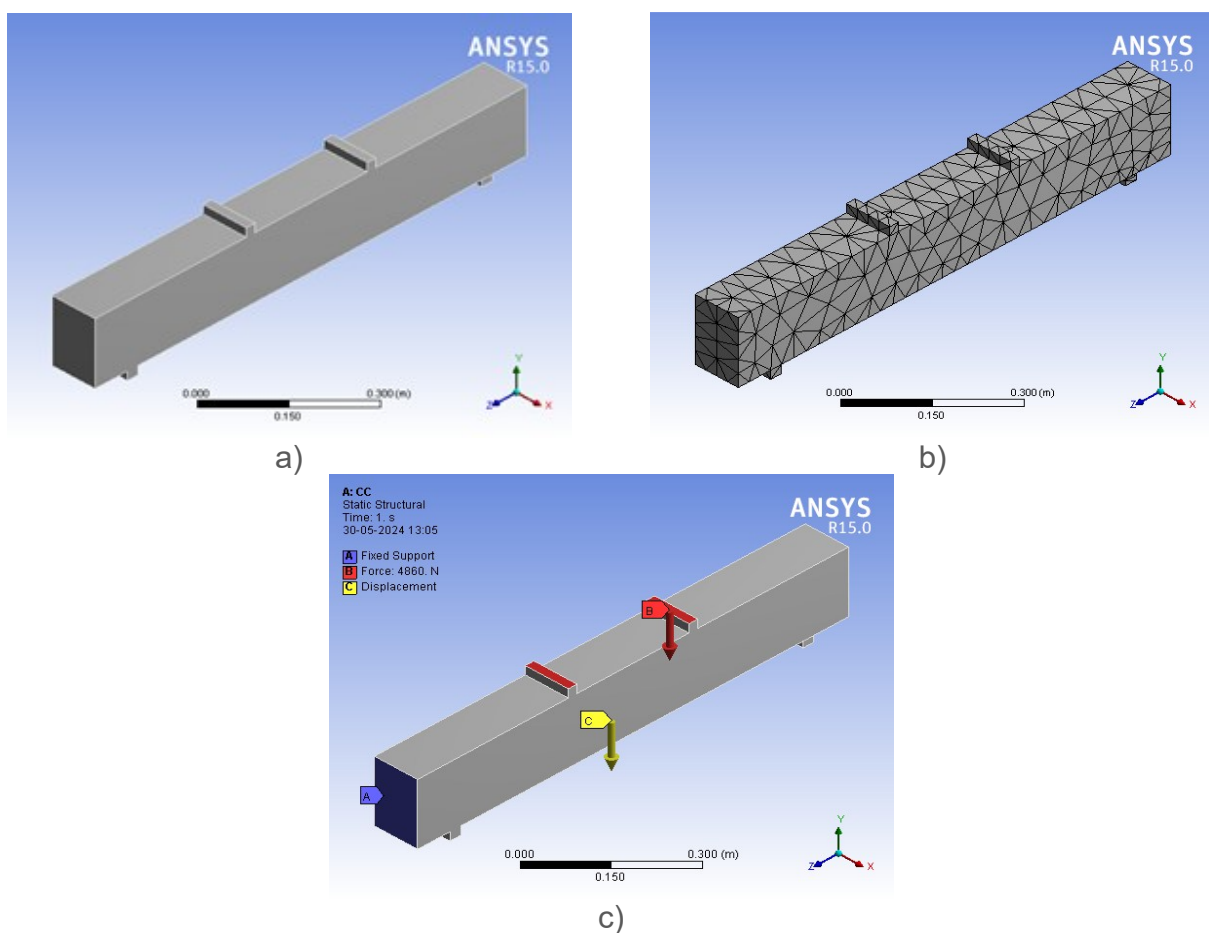 ANSYS
R15.0
0.000
0.300 (m)
0.150
Y
Z
X
a)
ANSYS
R15.0
0.000
0.300 (m)
0.150
Y
Z
X
b)
A: CC
Static Structural
Time: 1. s
30-05-2024 13:05
A Fixed Support
B Force: 4860. N
C Displacement
ANSYS
R15.0
B
C
A
0.000
0.300 (m)
0.150
Y
Z
X
c)